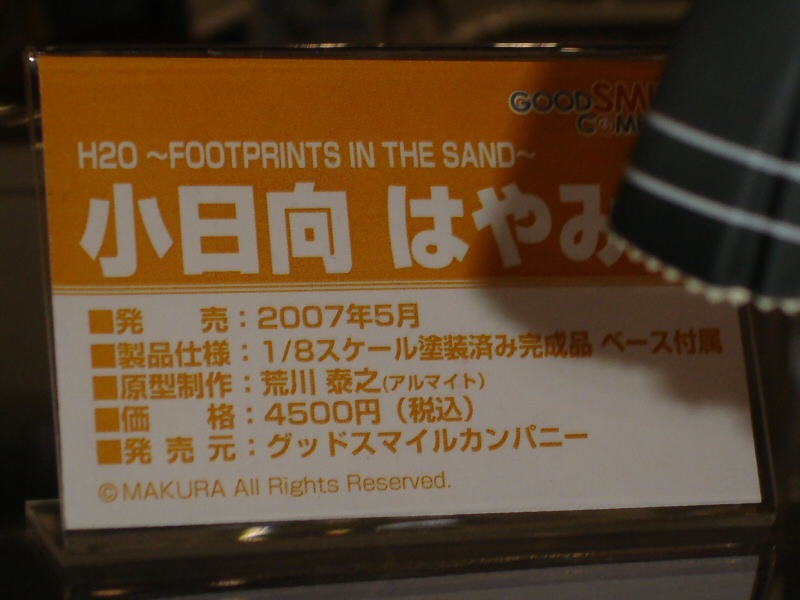 GOOD
H2O ~FOOTPRINTS IN THE SAND~
小日向 はやみ
■発　売：2007年5月
■製品仕様：1/8スケール塗装済み完成品 ベース付属
■原型制作：荒川 泰之(アルマイト)
■価　格：4500円（税込）
■発 売 元：グッドスマイルカンパニー
©MAKURA All Rights Reserved.